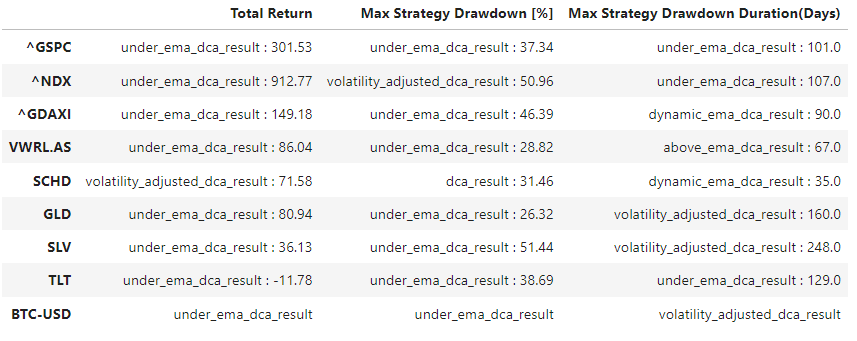 Total Return Max Strategy Drawdown [%] Max Strategy Drawdown Duration(Days)
^GSPC under_ema_dca_result : 301.53 under_ema_dca_result : 37.34 under_ema_dca_result : 101.0
^NDX under_ema_dca_result : 912.77 volatility_adjusted_dca_result : 50.96 under_ema_dca_result : 107.0
^GDAXI under_ema_dca_result : 149.18 under_ema_dca_result : 46.39 dynamic_ema_dca_result : 90.0
VWRL.AS under_ema_dca_result : 86.04 under_ema_dca_result : 28.82 above_ema_dca_result : 67.0
SCHD volatility_adjusted_dca_result : 71.58 dca_result : 31.46 dynamic_ema_dca_result : 35.0
GLD under_ema_dca_result : 80.94 under_ema_dca_result : 26.32 volatility_adjusted_dca_result : 160.0
SLV under_ema_dca_result : 36.13 under_ema_dca_result : 51.44 volatility_adjusted_dca_result : 248.0
TLT under_ema_dca_result : -11.78 under_ema_dca_result : 38.69 under_ema_dca_result : 129.0
BTC-USD under_ema_dca_result under_ema_dca_result volatility_adjusted_dca_result